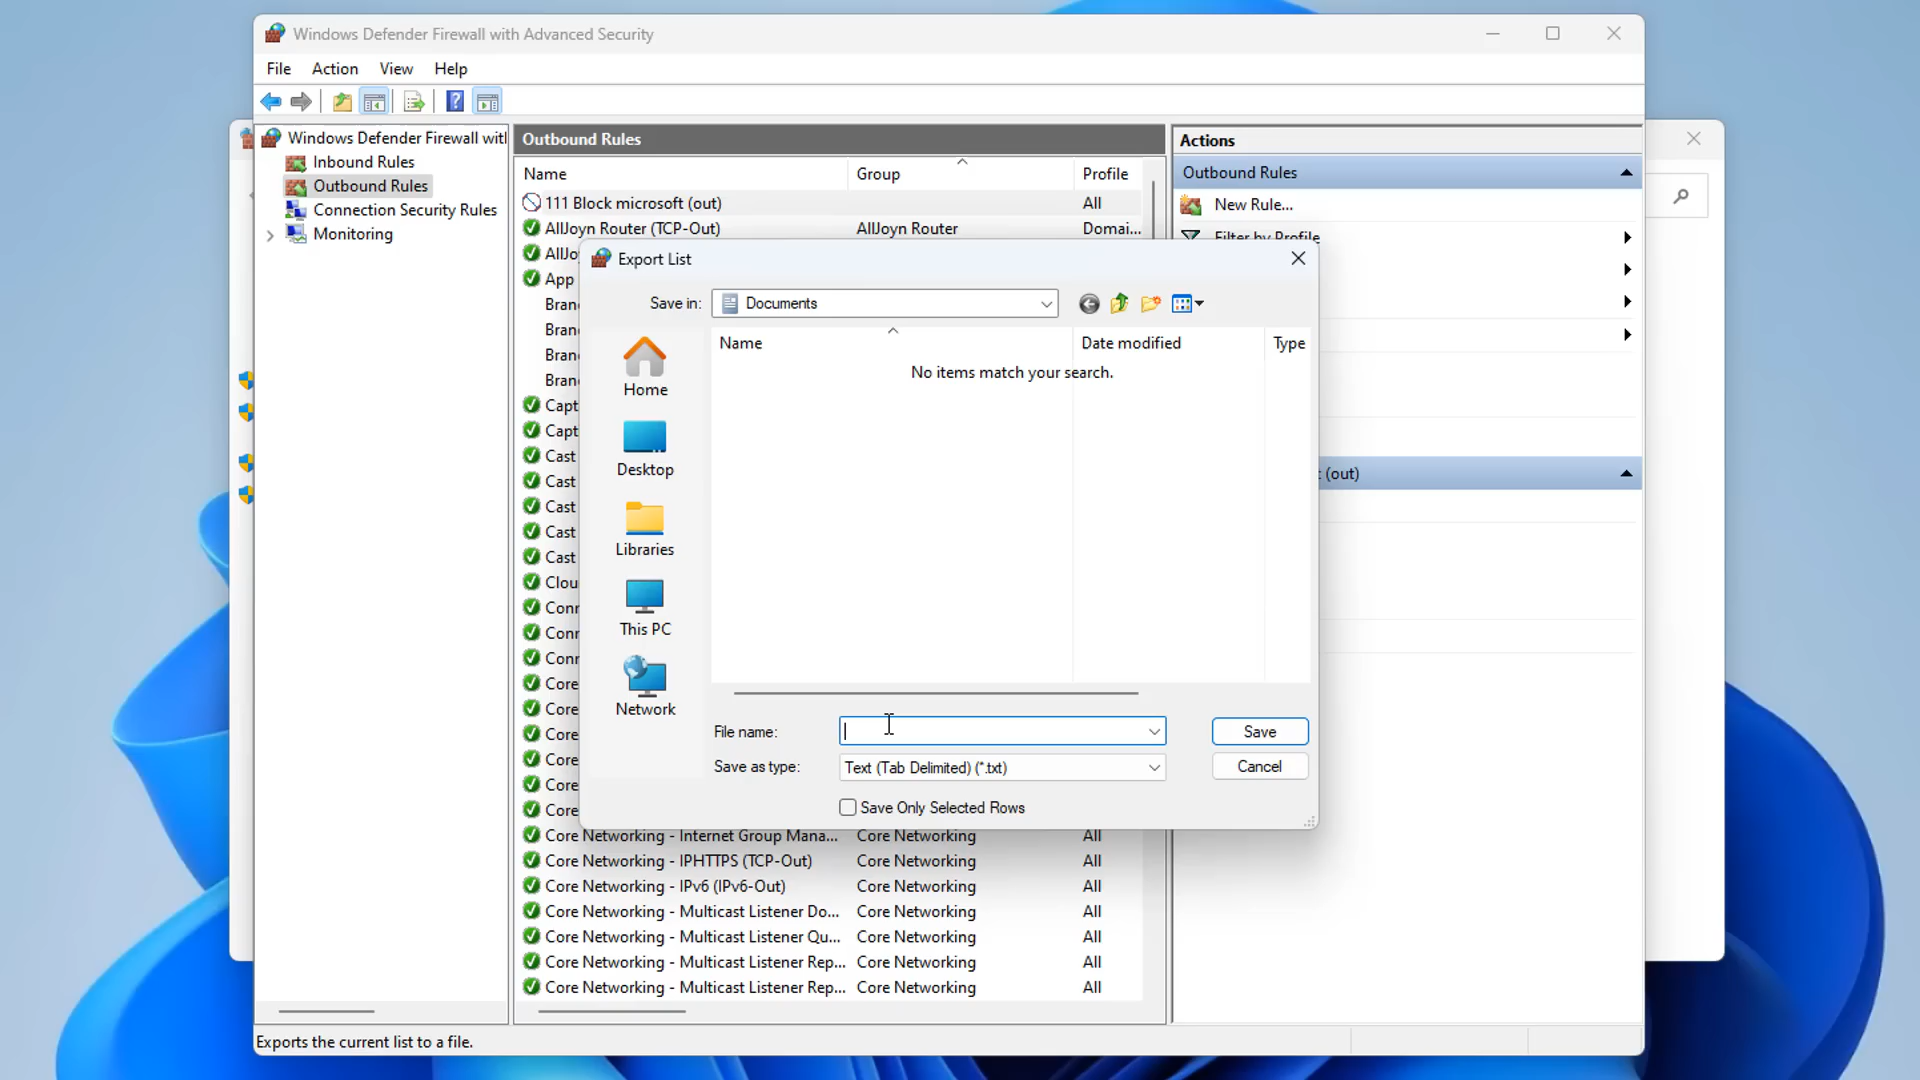 Windows Defender Firewall with Advanced Security
File Action View Help
Windows Defender Firewall witl
Inbound Rules
Outbound Rules
Connection Security Rules
Monitoring
Outbound Rules
Name Group Profile
111 Block microsoft (out) All
AllJoyn Router (TCP-Out) AllJoyn Router Domai...
AllJo
App
Bran
Bran
Bran
Bran
Capt
Capt
Cast
Cast
Cast
Cast
Cast
Clou
Conn
Conn
Conn
Core
Core
Core
Core
Core
Core
Core Networking - Internet Group Mana... Core Networking All
Core Networking - IPHTTPS (TCP-Out) Core Networking All
Core Networking - IPv6 (IPv6-Out) Core Networking All
Core Networking - Multicast Listener Do... Core Networking All
Core Networking - Multicast Listener Qu... Core Networking All
Core Networking - Multicast Listener Rep... Core Networking All
Core Networking - Multicast Listener Rep... Core Networking All
Actions
Outbound Rules
New Rule...
Filter by Profile
(out)
Export List
Save in: Documents
Home
Desktop
Libraries
This PC
Network
Name Date modified Type
No items match your search.
File name: Save
Save as type: Text (Tab Delimited) (*.txt) Cancel
Save Only Selected Rows
Exports the current list to a file.